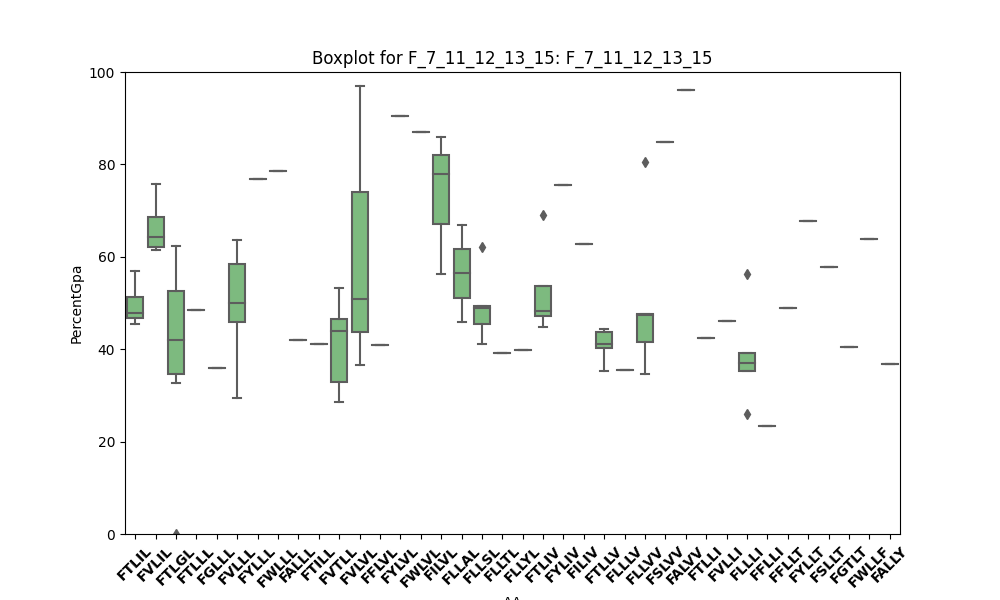 Boxplot for F_7_11_12_13_15: F_7_11_12_13_15
PercentGpa
100
80
60
40
20
0
FTLIL
FVLIL
FTLGL
FTLLL
FGLLL
FVLLL
FYLLL
FWLLL
FALLL
FTILL
FVTLL
FVLVL
FFLVL
FYLVL
FWLVL
FILVL
FLLAL
FLLSL
FLLTL
FLLYL
FTLIV
FYLIV
FILIV
FTLLV
FLLLV
FLLVV
FSLVV
FALVV
FTLLI
FVLLI
FLLLI
FFLLI
FFLLT
FYLLT
FSLLT
FGTLT
FWLLF
FALLY